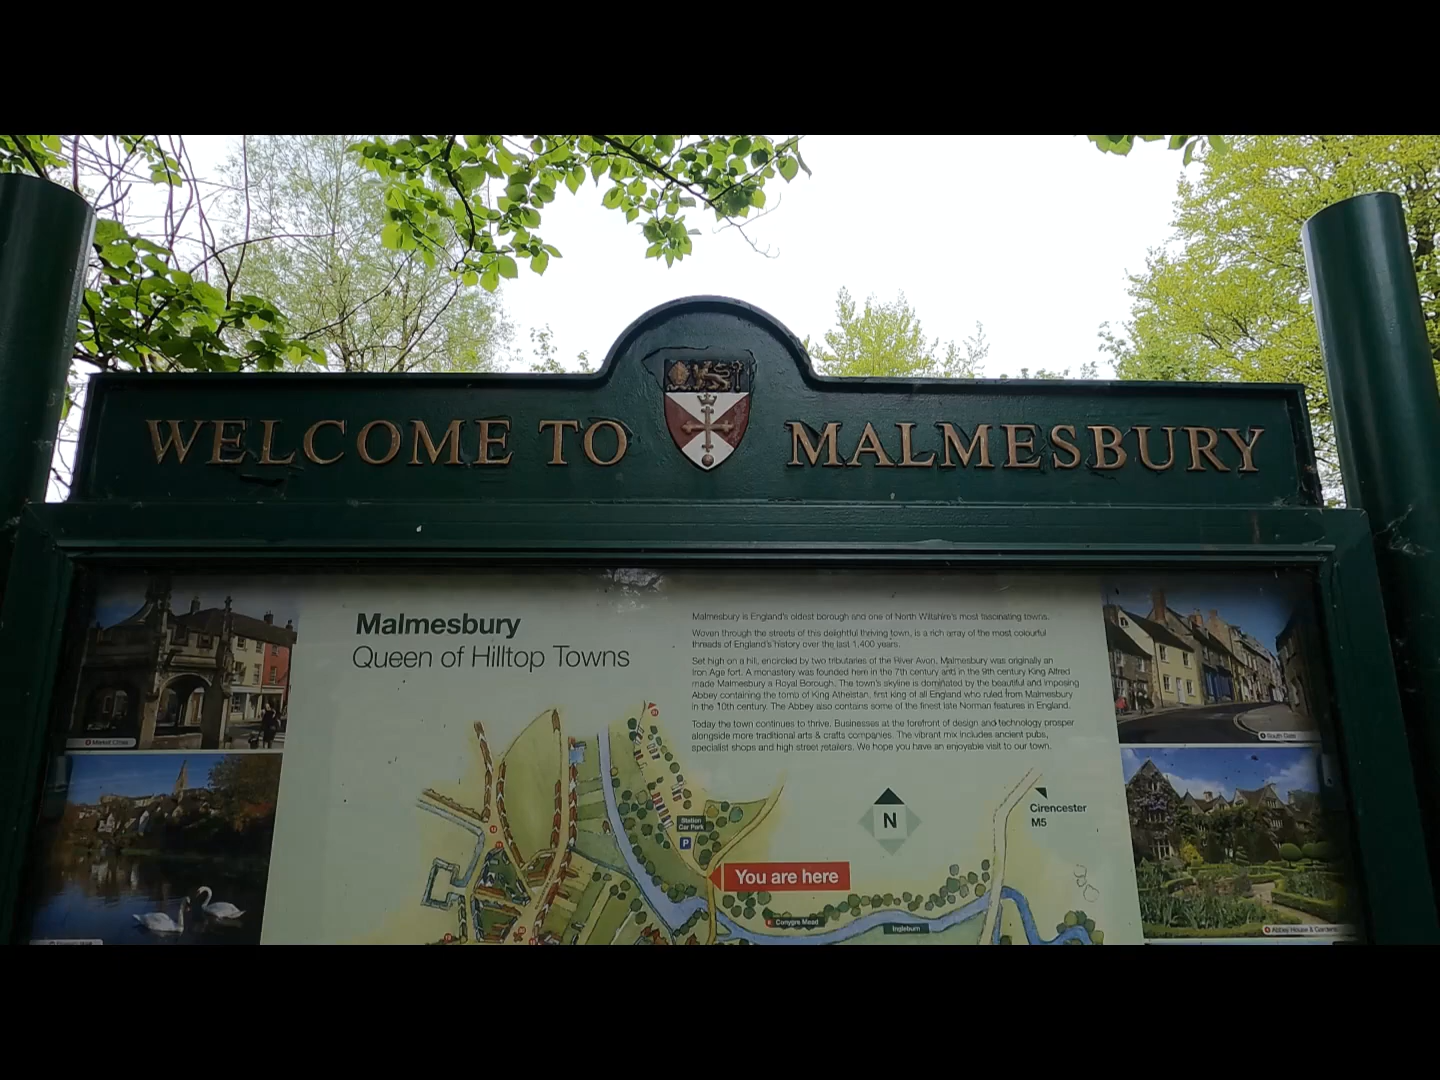 WELCOME TO MALMESBURY
Malmesbury
Queen of Hilltop Towns
Malmesbury is England's oldest borough and one of North Wiltshire's most fascinating towns.
Woven through the streets of this delightful thriving town, is a rich array of the most colourful
threads of England's history over the last 1,400 years.
Set high on a hill, encircled by two tributaries of the River Avon, Malmesbury was originally an
Iron Age fort. A monastery was founded here in the 7th century and in the 9th century King Alfred
made Malmesbury a Royal Borough. The town's skyline is dominated by the beautiful and imposing
Abbey containing the tomb of King Athelstan, first king of all England who ruled from Malmesbury
in the 10th century. The Abbey also contains some of the finest late Norman features in England.
Today the town continues to thrive. Businesses at the forefront of design and technology prosper
alongside more traditional arts & crafts companies. The vibrant mix includes ancient pubs,
specialist shops and high street retailers. We hope you have an enjoyable visit to our town.
Market Cross
Abbey House & Gardens
Station
Car Park
P
You are here
N
Cirencester
M5
Conygre Mead
Ingleburn